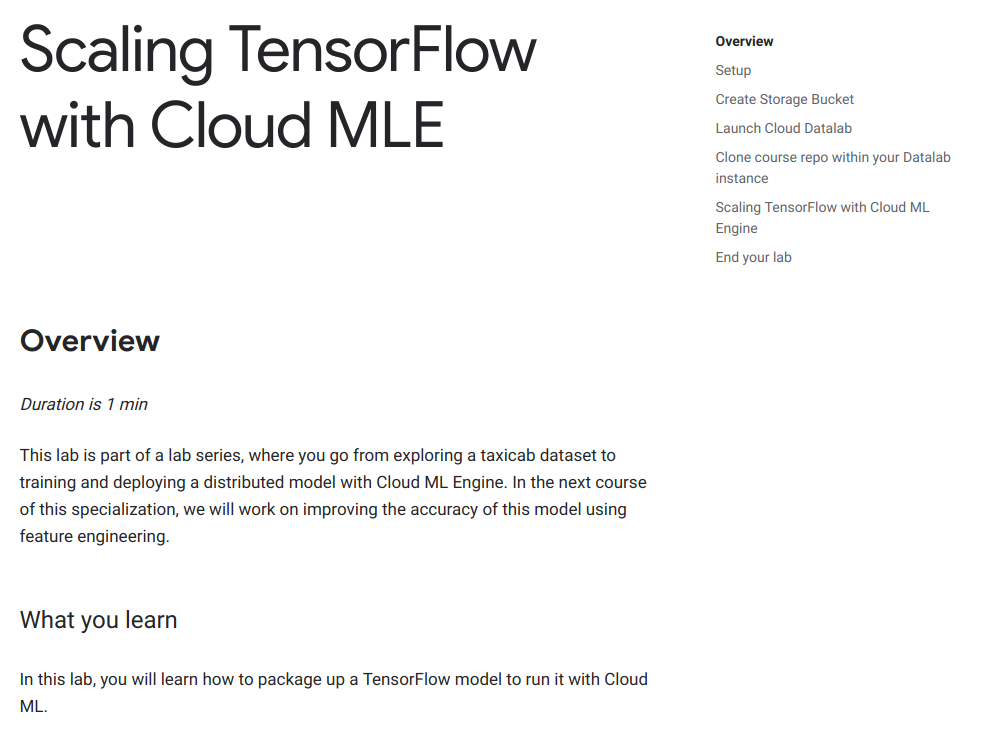 Scaling TensorFlow
with Cloud MLE
Overview
Setup
Create Storage Bucket
Launch Cloud Datalab
Clone course repo within your Datalab
instance
Scaling TensorFlow with Cloud ML
Engine
End your lab
Overview
Duration is 1 min
This lab is part of a lab series, where you go from exploring a taxicab dataset to
training and deploying a distributed model with Cloud ML Engine. In the next course
of this specialization, we will work on improving the accuracy of this model using
feature engineering.
What you learn
In this lab, you will learn how to package up a TensorFlow model to run it with Cloud
ML.